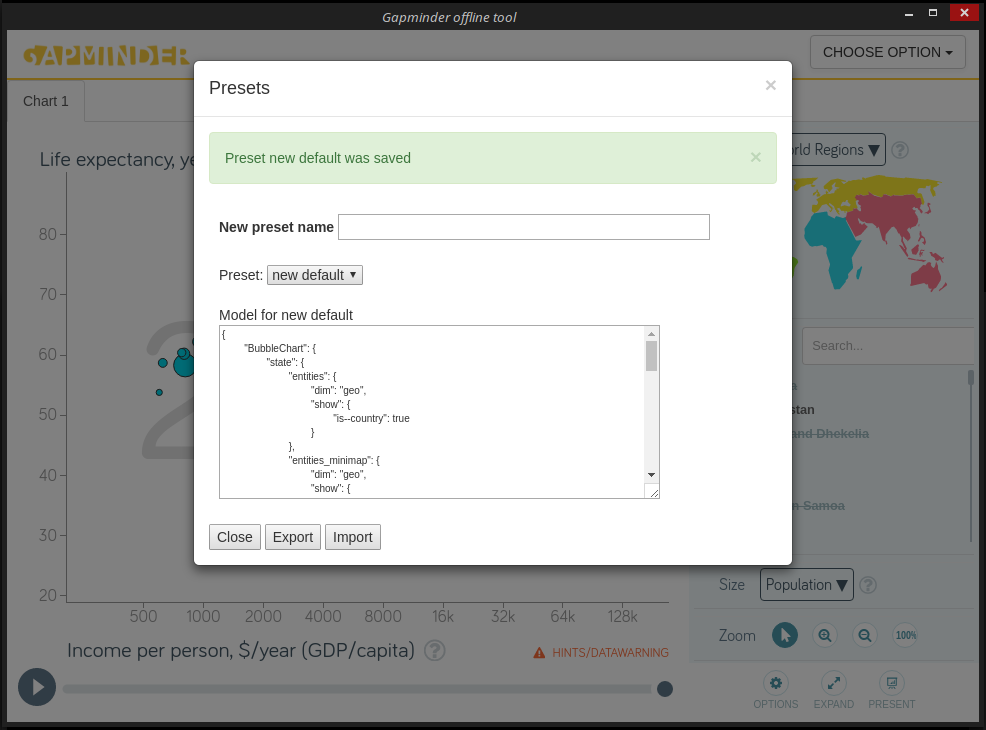 Gapminder offline tool
GAPMINDER
CHOOSE OPTION
Chart 1
Presets
×
Preset new default was saved
×
New preset name
Preset: new default
Model for new default
{
"BubbleChart": {
"state": {
"entities": {
"dim": "geo",
"show": {
"is--country": true
}
},
"entities_minimap": {
"dim": "geo",
"show": {
Close Export Import
Life expectancy, ye
80
70
60
50
40
30
20
500 1000 2000 4000 8000 16k 32k 64k 128k
Income per person, $/year (GDP/capita) ?
HINTS/DATAWARNING
rld Regions ▼ ?
Search...
stan
and Dhekelia
n Samoa
Size Population ▼ ?
Zoom 100%
OPTIONS EXPAND PRESENT